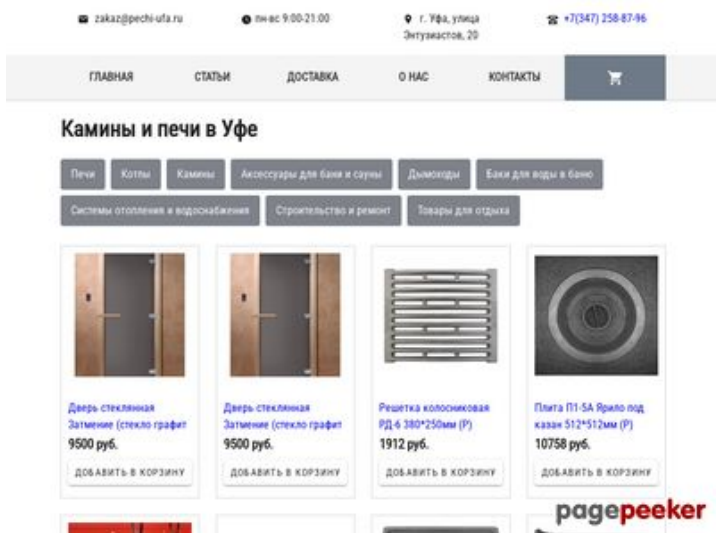 zakaz@pechi-ufa.ru
пн-вс 9:00-21:00
г. Уфа, улица
Энтузиастов, 20
+7(347) 258-87-96
ГЛАВНАЯ
СТАТЬИ
ДОСТАВКА
О НАС
КОНТАКТЫ
Камины и печи в Уфе
Печи
Котлы
Камины
Аксессуары для бани и сауны
Дымоходы
Баки для воды в баню
Системы отопления и водоснабжения
Строительство и ремонт
Товары для отдыха
Дверь стеклянная
Затмение (стекло графит
9500 руб.
ДОБАВИТЬ В КОРЗИНУ
Дверь стеклянная
Затмение (стекло графит
9500 руб.
ДОБАВИТЬ В КОРЗИНУ
Решетка колосниковая
РД-6 380*250мм (Р)
1912 руб.
ДОБАВИТЬ В КОРЗИНУ
Плита П1-5А Ярило под
казан 512*512мм (Р)
10758 руб.
ДОБАВИТЬ В КОРЗИНУ
pagepeeker